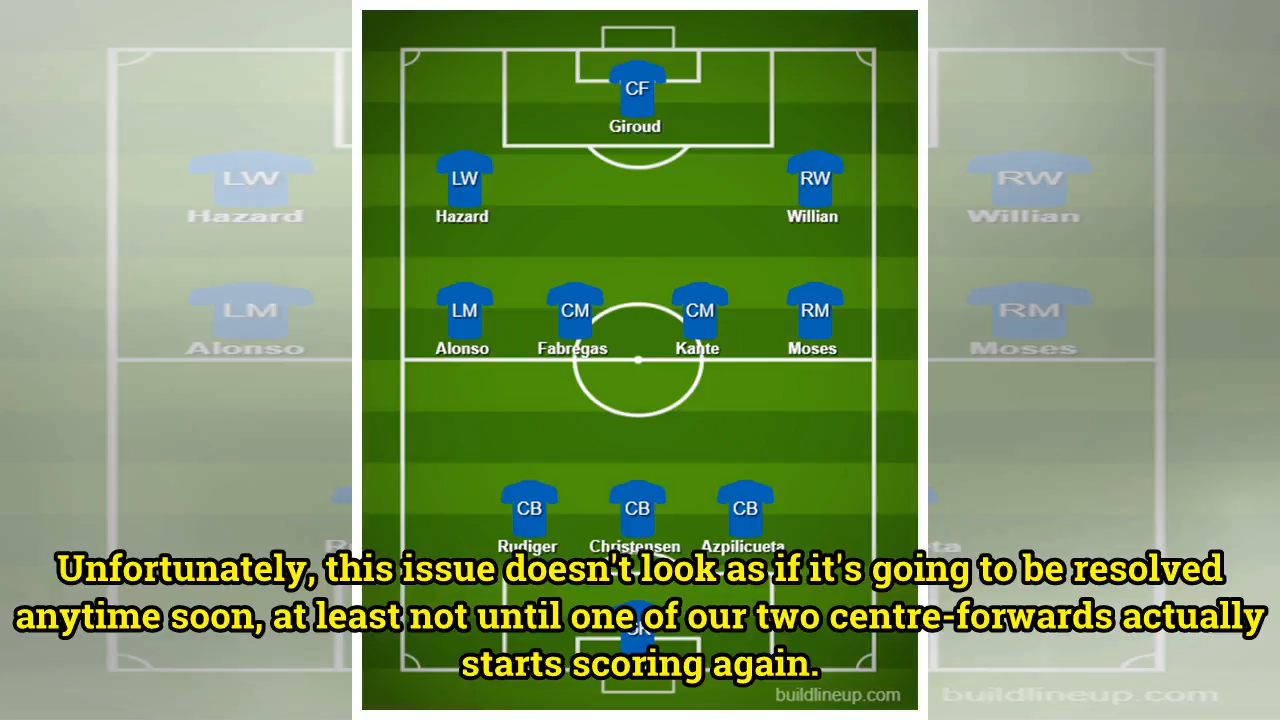 CF
Giroud
LW
RW
LW
RW
Hazard
Hazard
Willian
Willian
LM
LM
CM
CM
RM
RM
Alonso
Alonso
Fabregas
Kante
Moses
Moses
CB
CB
CB
Rudiger
Christensen
Azpilicueta
Unfortunately, this issue doesn't look as if it's going to be resolved
anytime soon, at least not until one of our two centre-forwards actually
starts scoring again.
buildlineup.com
buildlineup.com